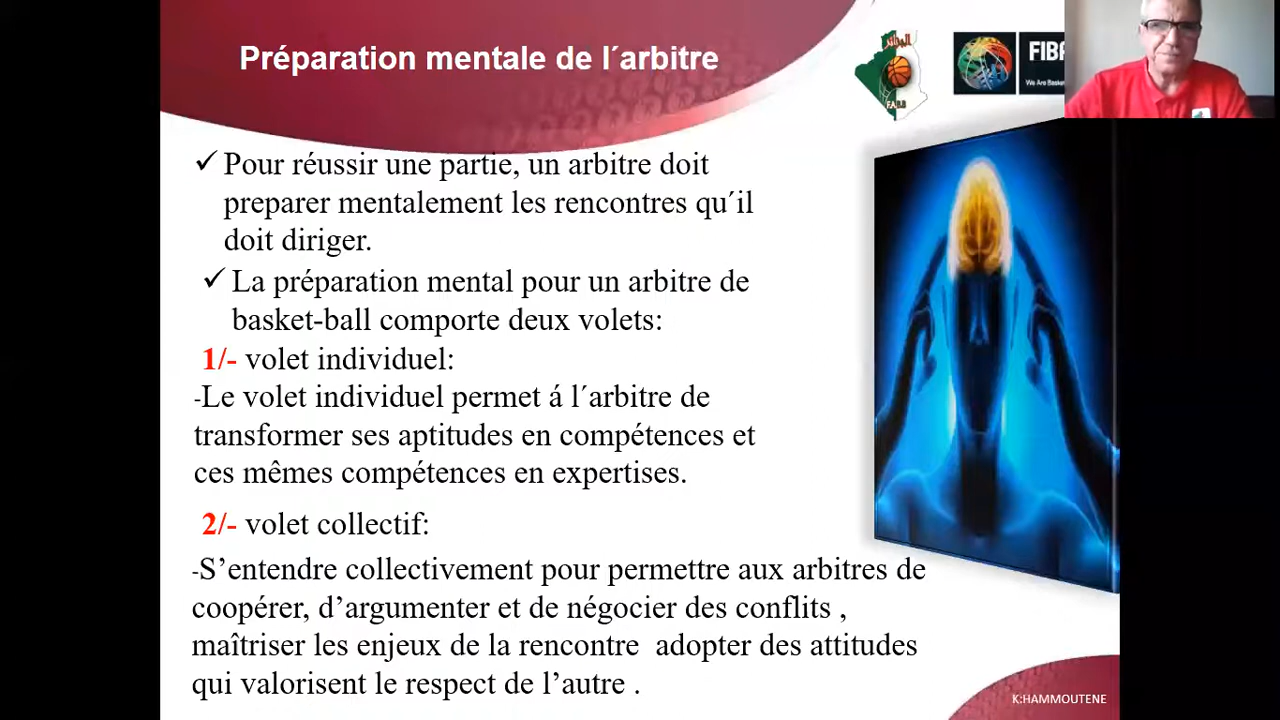 Préparation mentale de l´arbitre
الجزائر
F.A.B.B
FIBA
We Are Basket
✓ Pour réussir une partie, un arbitre doit
preparer mentalement les rencontres qu´il
doit diriger.
✓ La préparation mental pour un arbitre de
basket-ball comporte deux volets:
1/- volet individuel:
-Le volet individuel permet á l´arbitre de
transformer ses aptitudes en compétences et
ces mêmes compétences en expertises.
2/- volet collectif:
-S’entendre collectivement pour permettre aux arbitres de
coopérer, d’argumenter et de négocier des conflits ,
maîtriser les enjeux de la rencontre adopter des attitudes
qui valorisent le respect de l’autre .
K:HAMMOUTENE